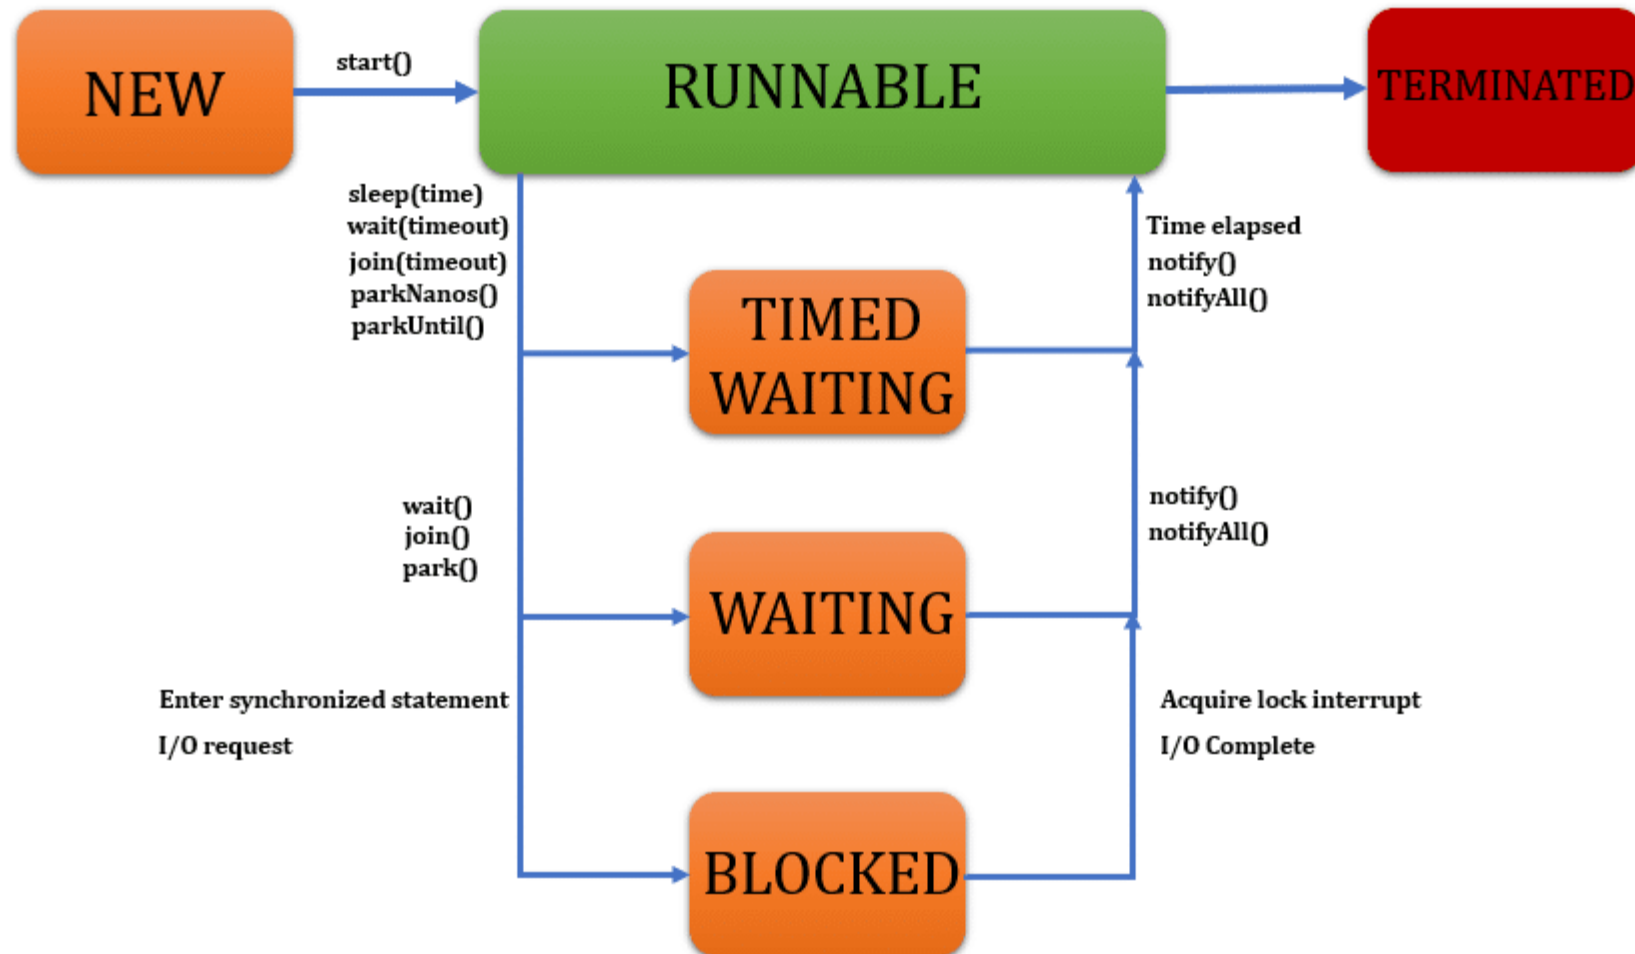 NEW
start()
RUNNABLE
TERMINATED
sleep(time)
wait(timeout)
join(timeout)
parkNanos()
parkUntil()
Time elapsed
notify()
notifyAll()
TIMED
WAITING
wait()
join()
park()
notify()
notifyAll()
WAITING
Enter synchronized statement
I/O request
Acquire lock interrupt
I/O Complete
BLOCKED